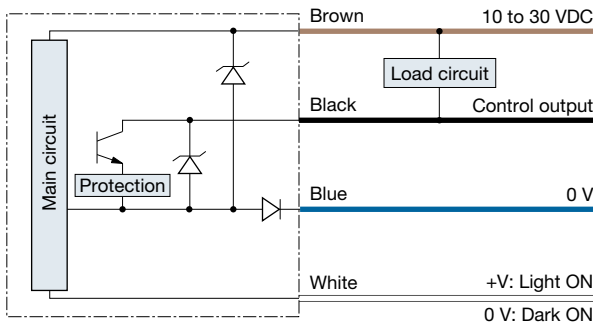 Brown 10 to 30 VDC
Load circuit
Black Control output
Main circuit
Protection
Blue 0 V
White +V: Light ON
0 V: Dark ON